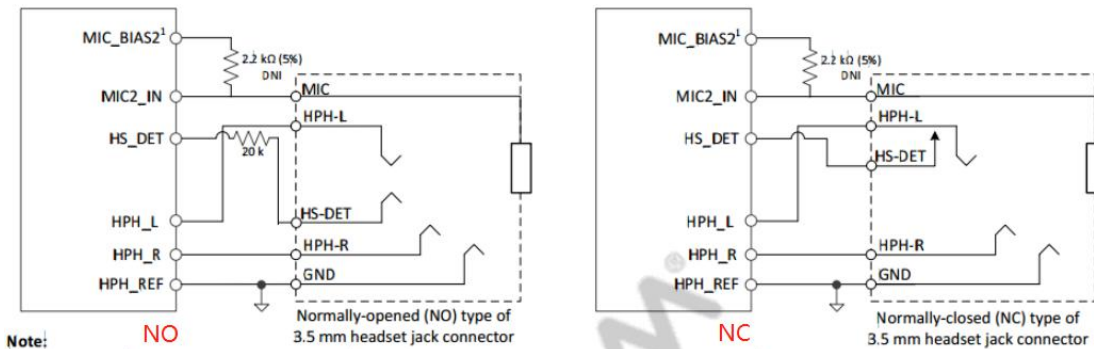 MIC_BIAS2¹
2.2 kΩ (5%)
DNI
MIC2_IN
MIC
HPH-L
HS_DET
20 k
HPH_L
HS-DET
HPH_R
HPH-R
HPH_REF
GND
NO
Normally-opened (NO) type of
3.5 mm headset jack connector
Note:
MIC_BIAS2¹
2.2 kΩ (5%)
DNI
MIC2_IN
MIC
HPH-L
HS_DET
HS-DET
HPH_L
HPH_R
HPH-R
HPH_REF
GND
NC
Normally-closed (NC) type of
3.5 mm headset jack connector